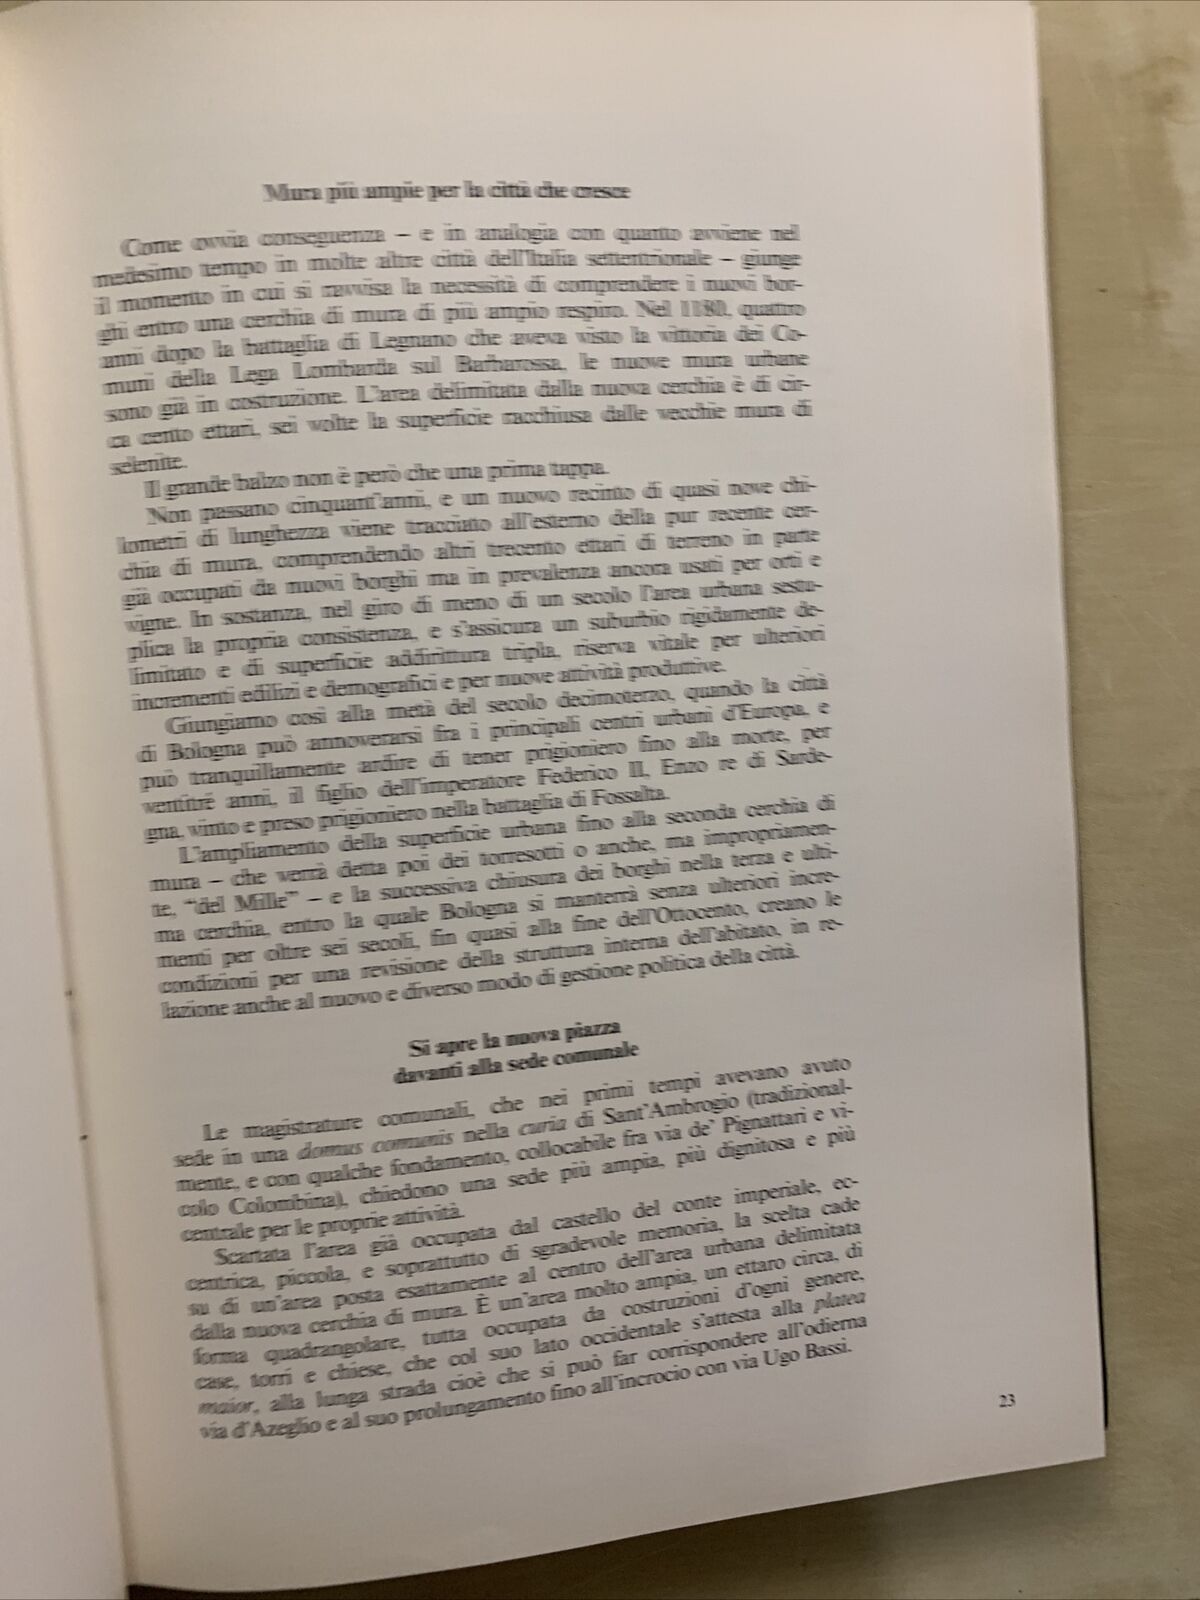 Mura più ampie per la città che cresce
Come ovvia conseguenza – e in analogia con quanto avviene nel
medesimo tempo in molte altre città dell'Italia settentrionale – giunge
il momento in cui si ravvisa la necessità di comprendere i nuovi bor-
ghi entro una cerchia di mura di più ampio respiro. Nel 1180, quattro
anni dopo la battaglia di Legnano che aveva visto la vittoria dei Co-
muni della Lega Lombarda sul Barbarossa, le nuove mura urbane
sono già in costruzione. L'area delimitata dalla nuova cerchia è di cir-
ca cento ettari, sei volte la superficie racchiusa dalle vecchie mura di
selenite.
Il grande balzo non è però che una prima tappa.
Non passano cinquant'anni, e un nuovo recinto di quasi nove chi-
lometri di lunghezza viene tracciato all'esterno della pur recente cer-
chia di mura, comprendendo altri trecento ettari di terreno in parte
già occupati da nuovi borghi ma in prevalenza ancora usati per orti e
vigne. In sostanza, nel giro di meno di un secolo l'area urbana sestu-
plica la propria consistenza, e s'assicura un suburbio rigidamente de-
limitato e di superficie addirittura tripla, riserva vitale per ulteriori
incrementi edilizi e demografici e per nuove attività produttive.
Giungiamo così alla metà del secolo decimoterzo, quando la città
di Bologna può annoverarsi fra i principali centri urbani d'Europa, e
può tranquillamente ardire di tener prigioniero fino alla morte, per
ventitré anni, il figlio dell'imperatore Federico II, Enzo re di Sarde-
gna, vinto e preso prigioniero nella battaglia di Fossalta.
L'ampliamento della superficie urbana fino alla seconda cerchia di
mura – che verrà detta poi dei torresotti o anche, ma impropriamen-
te, “del Mille” – e la successiva chiusura dei borghi nella terza e ulti-
ma cerchia, entro la quale Bologna si manterrà senza ulteriori incre-
menti per oltre sei secoli, fin quasi alla fine dell'Ottocento, creano le
condizioni per una revisione della struttura interna dell'abitato, in re-
lazione anche al nuovo e diverso modo di gestione politica della città.
Si apre la nuova piazza
davanti alla sede comunale
Le magistrature comunali, che nei primi tempi avevano avuto
sede in una domus comunis nella curia di Sant'Ambrogio (tradizional-
mente, e con qualche fondamento, collocabile fra via de' Pignattari e vi-
colo Colombina), chiedono una sede più ampia, più dignitosa e più
centrale per le proprie attività.
Scartata l'area già occupata dal castello del conte imperiale, ec-
centrica, piccola, e soprattutto di sgradevole memoria, la scelta cade
su di un'area posta esattamente al centro dell'area urbana delimitata
dalla nuova cerchia di mura. È un'area molto ampia, un ettaro circa, di
forma quadrangolare, tutta occupata da costruzioni d'ogni genere,
case, torri e chiese, che col suo lato occidentale s'attesta alla platea
maior, alla lunga strada cioè che si può far corrispondere all'odierna
via d'Azeglio e al suo prolungamento fino all'incrocio con via Ugo Bassi.
23